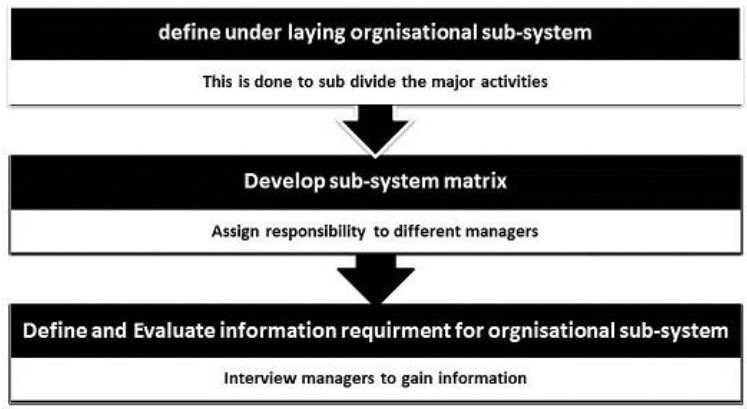 define under laying orgnisational sub-system
This is done to sub divide the major activities
Develop sub-system matrix
Assign responsibility to different managers
Define and Evaluate information requirment for orgnisational sub-system
Interview managers to gain information